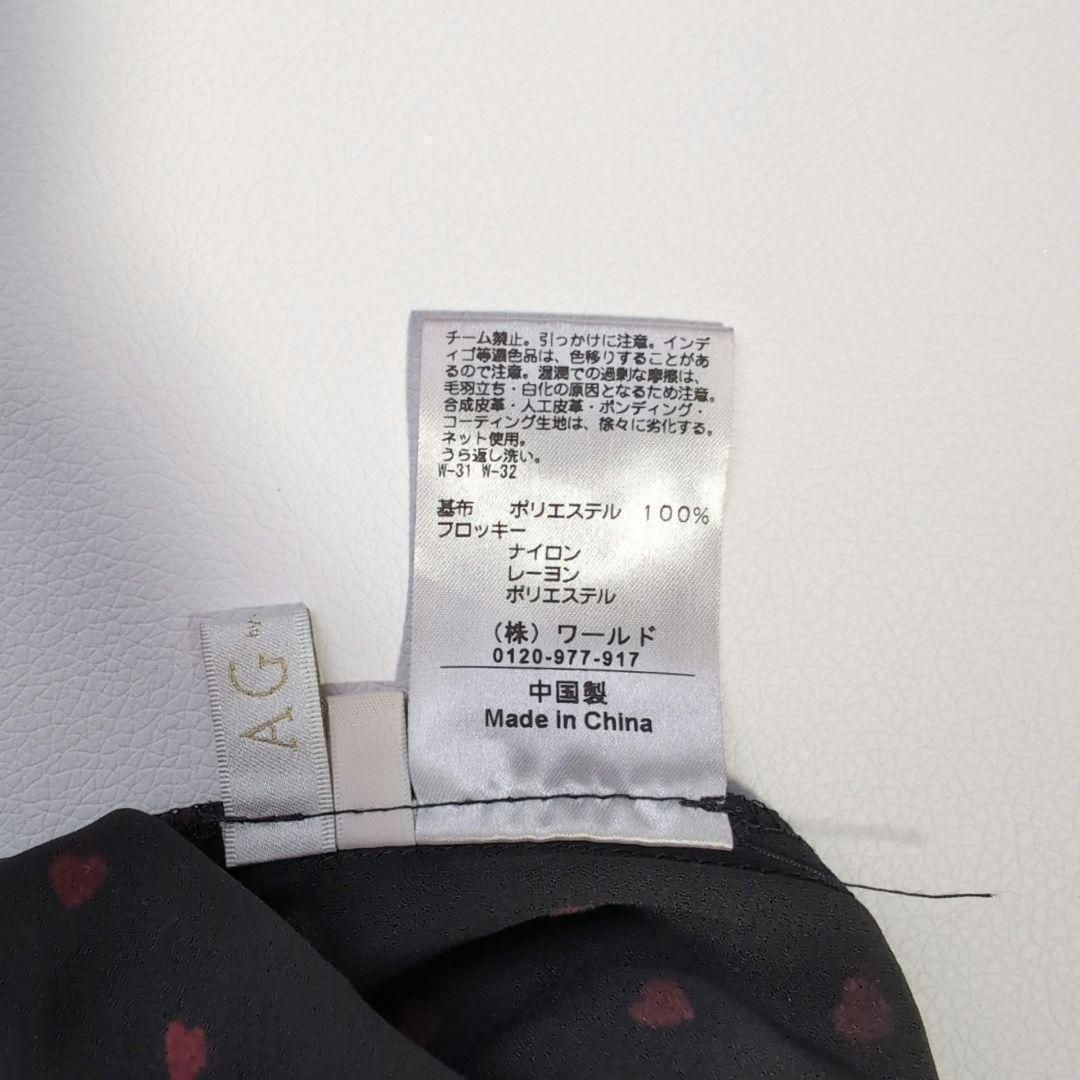 チーム禁止。引っかけに注意。インデ
ィゴ等濃色品は、色移りすることがあ
るので注意。湿潤での過剰な摩擦は、
毛羽立ち・白化の原因となるため注意。
合成皮革・人工皮革・ボンディング・
コーティング生地は、徐々に劣化する。
ネット使用。
うら返し洗い。
W-31 W-32
基布 ポリエステル 100%
フロッキー
ナイロン
レーヨン
ポリエステル
(株) ワールド
0120-977-917
中国製
Made in China
AG by